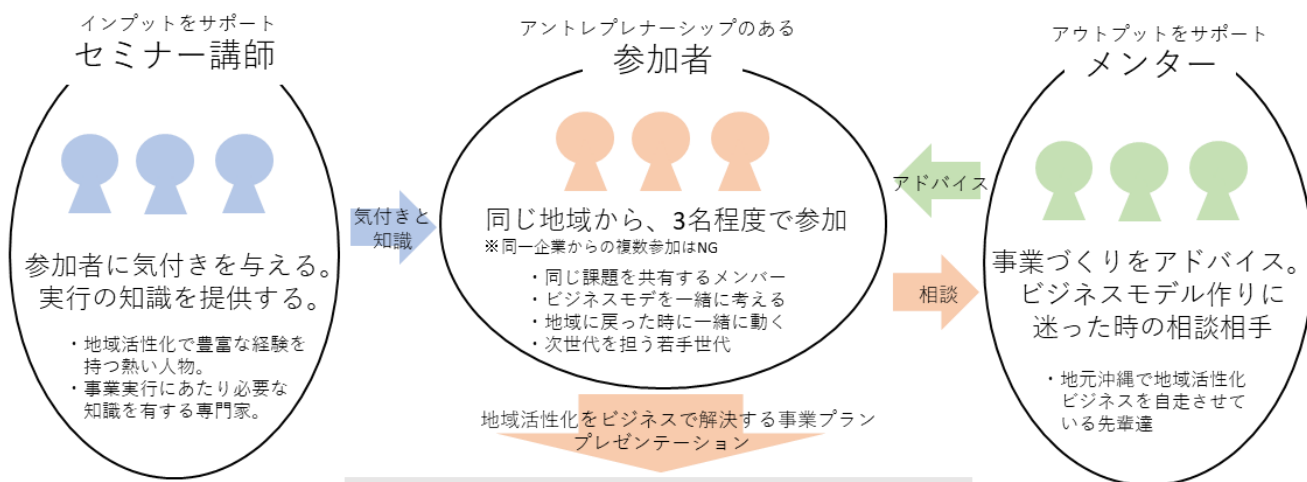 インプットをサポート
セミナー講師
参加者に気付きを与える。
実行の知識を提供する。
・地域活性化で豊富な経験を
持つ熱い人物。
・事業実行にあたり必要な
知識を有する専門家。
気付きと
知識
アントレプレナーシップのある
参加者
同じ地域から、3名程度で参加
※同一企業からの複数参加はNG
・同じ課題を共有するメンバー
・ビジネスモデを一緒に考える
・地域に戻った時に一緒に動く
・次世代を担う若手世代
アドバイス
相談
アウトプットをサポート
メンター
事業づくりをアドバイス。
ビジネスモデル作りに
迷った時の相談相手
・地元沖縄で地域活性化
ビジネスを自走させて
いる先輩達
地域活性化をビジネスで解決する事業プラン
プレゼンテーション